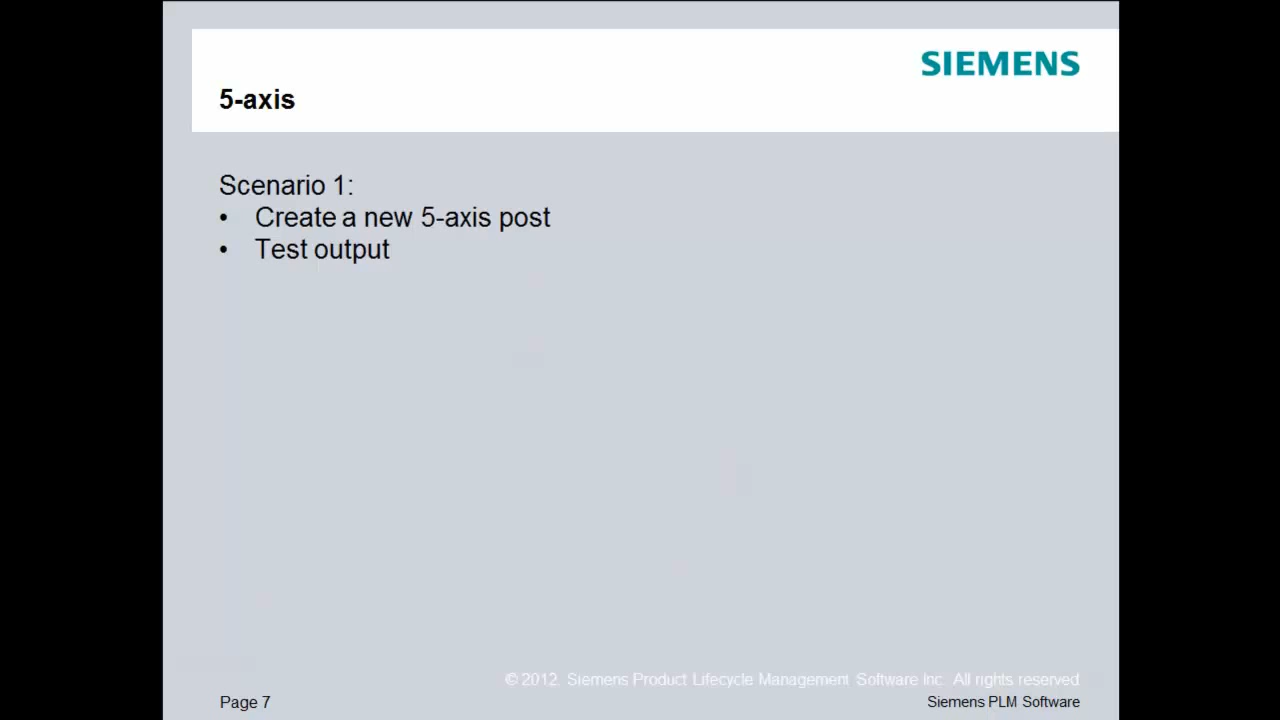 SIEMENS
5-axis
Scenario 1:
• Create a new 5-axis post
• Test output
© 2012. Siemens Product Lifecycle Management Software Inc. All rights reserved
Page 7
Siemens PLM Software